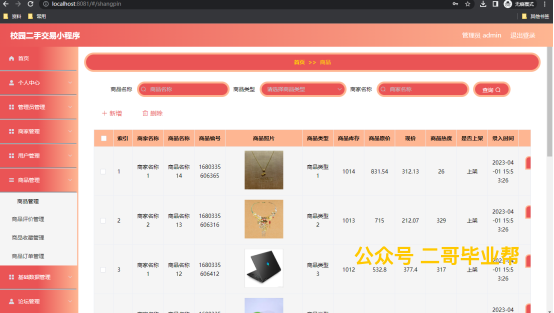 localhost:8081/#/shangpin
无痕模式
资料
常用
其他书签
校园二手交易小程序
管理员 admin
退出登录
首页
个人中心
管理员管理
商家管理
用户管理
商品管理
商品管理
商品评价管理
商品收藏管理
商品订单管理
基础数据管理
论坛管理
首页 >> 商品
商品名称
商品名称
商品类型
请选择商品类型
商家名称
商家名称
查询
+ 新增
删除
索引 商家名称 商品名称 商品编号 商品照片 商品类型 商品库存 商品原价 现价 商品热度 是否上架 录入时间
1 商家名称1 商品名称14 1680335606365 商品类型1 1014 831.54 312.13 26 上架 2023-04-01 15:53:26
2 商家名称2 商品名称13 1680335606316 商品类型2 1013 715 212.07 329 上架 2023-04-01 15:53:26
3 商家名称1 商品名称12 1680335606412 商品类型3 1012 532.8 377.4 317 上架 2023-04-01 15:53:26
公众号 二哥毕业帮